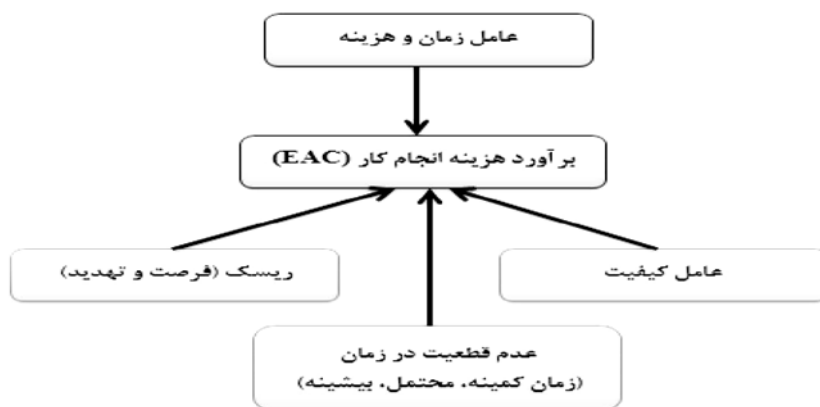 عامل زمان و هزینه
برآورد هزینه انجام کار (EAC)
ریسک (فرصت و تهدید)
عامل کیفیت
عدم قطعیت در زمان
(زمان کمینه، محتمل، بیشینه)